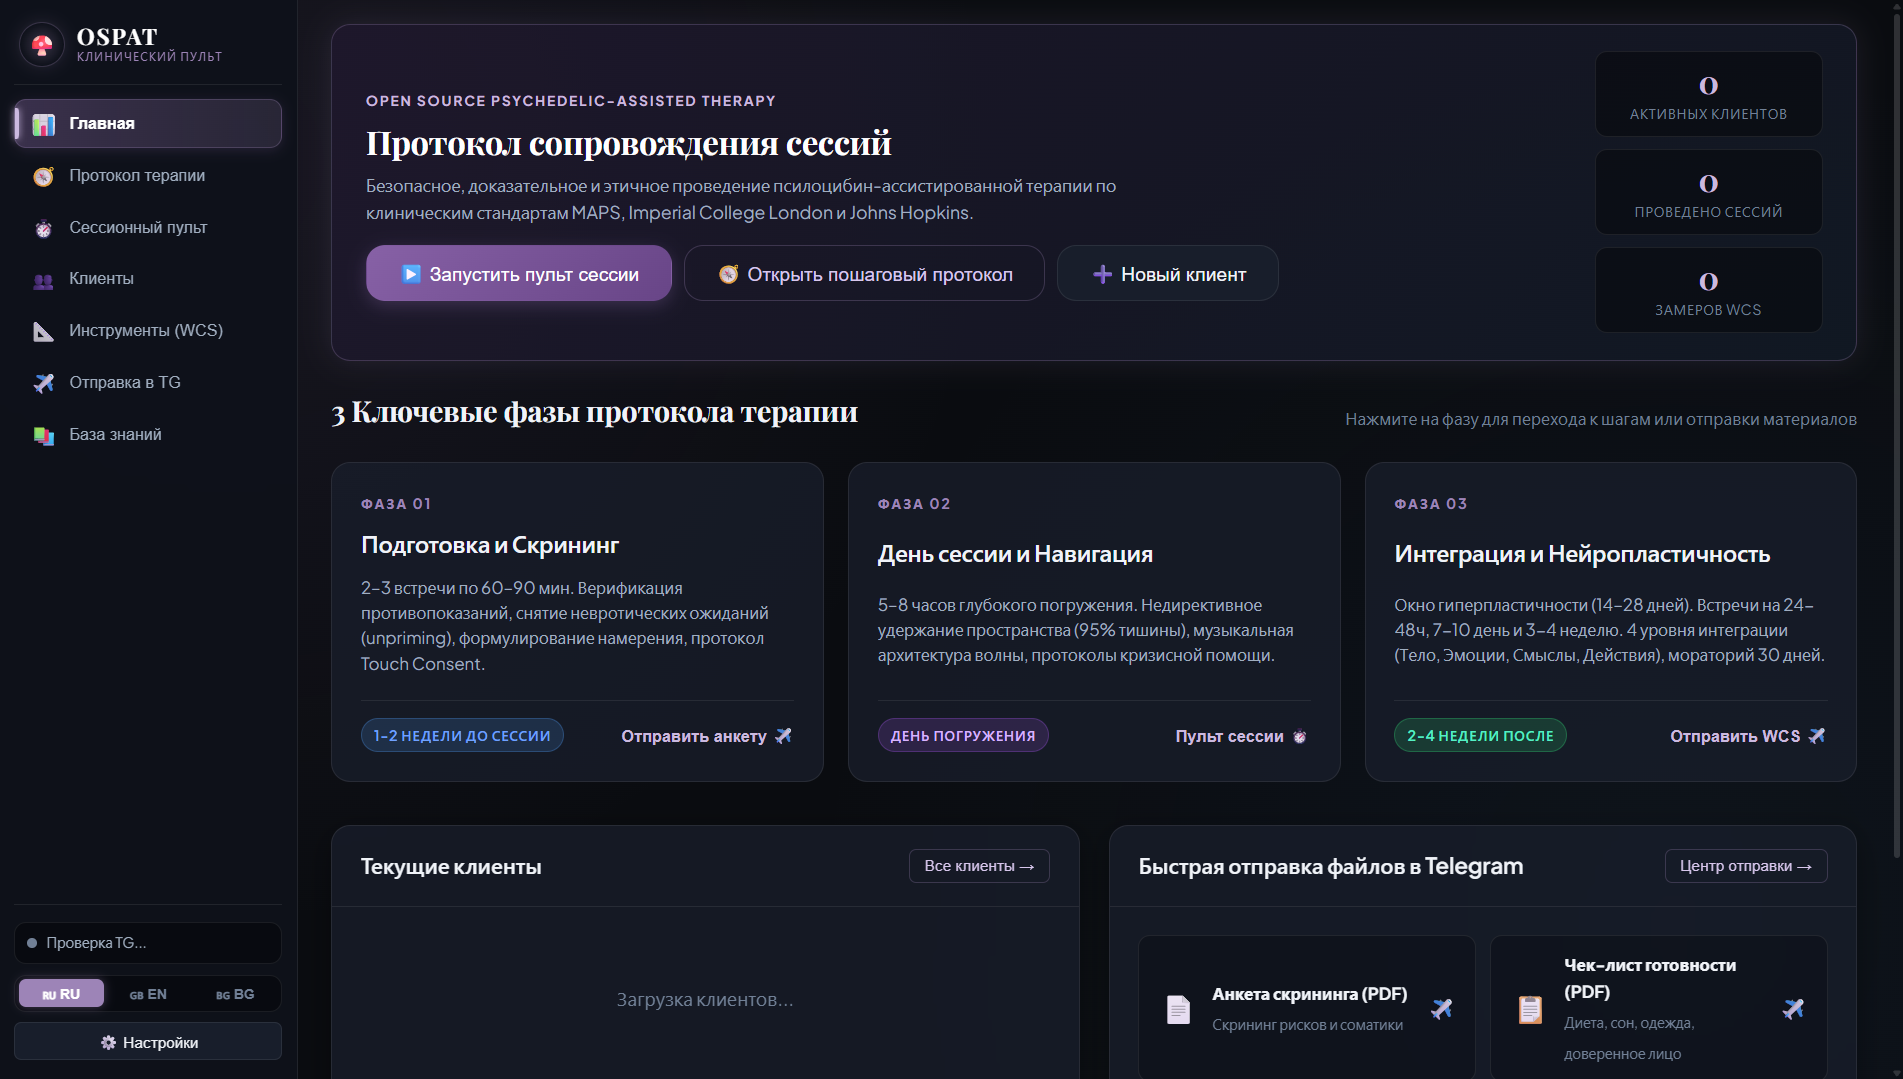 OSPAT
КЛИНИЧЕСКИЙ ПУЛЬТ
Главная
Протокол терапии
Сессионный пульт
Клиенты
Инструменты (WCS)
Отправка в TG
База знаний
Проверка TG...
RU RU
GB EN
BG BG
Настройки
OPEN SOURCE PSYCHEDELIC-ASSISTED THERAPY
Протокол сопровождения сессий
Безопасное, доказательное и этичное проведение псилоцибин-ассистированной терапии по
клиническим стандартам MAPS, Imperial College London и Johns Hopkins.
Запустить пульт сессии
Открыть пошаговый протокол
Новый клиент
0
АКТИВНЫХ КЛИЕНТОВ
0
ПРОВЕДЕНО СЕССИЙ
0
ЗАМЕРОВ WCS
3 Ключевые фазы протокола терапии
Нажмите на фазу для перехода к шагам или отправки материалов
ФАЗА 01
Подготовка и Скрининг
2–3 встречи по 60–90 мин. Верификация
противопоказаний, снятие невротических ожиданий
(unpriming), формулирование намерения, протокол
Touch Consent.
1–2 НЕДЕЛИ ДО СЕССИИ
Отправить анкету
ФАЗА 02
День сессии и Навигация
5–8 часов глубокого погружения. Недирективное
удержание пространства (95% тишины), музыкальная
архитектура волны, протоколы кризисной помощи.
ДЕНЬ ПОГРУЖЕНИЯ
Пульт сессии
ФАЗА 03
Интеграция и Нейропластичность
Окно гиперпластичности (14–28 дней). Встречи на 24–
48ч, 7–10 день и 3–4 неделю. 4 уровня интеграции
(Тело, Эмоции, Смыслы, Действия), мораторий 30 дней.
2–4 НЕДЕЛИ ПОСЛЕ
Отправить WCS
Текущие клиенты
Все клиенты →
Загрузка клиентов...
Быстрая отправка файлов в Telegram
Центр отправки →
Анкета скрининга (PDF)
Скрининг рисков и соматики
Чек-лист готовности
(PDF)
Диета, сон, одежда,
доверенное лицо